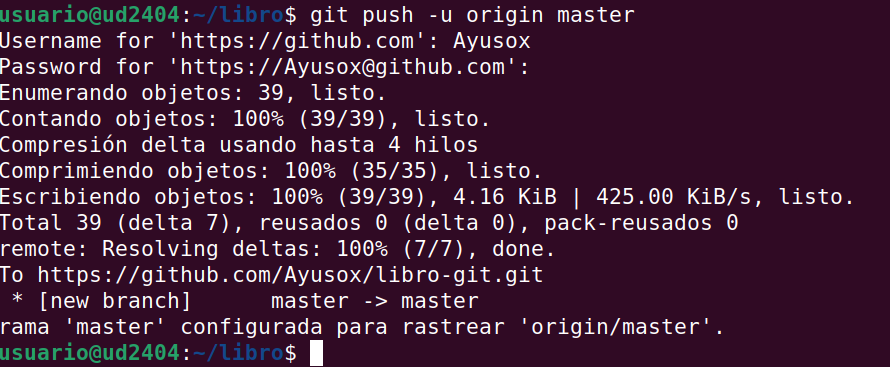 usuario@ud2404:~/libro$ git push -u origin master
Username for 'https://github.com': Ayusox
Password for 'https://Ayusox@github.com':
Enumerando objetos: 39, listo.
Contando objetos: 100% (39/39), listo.
Compresión delta usando hasta 4 hilos
Comprimiendo objetos: 100% (35/35), listo.
Escribiendo objetos: 100% (39/39), 4.16 KiB | 425.00 KiB/s, listo.
Total 39 (delta 7), reusados 0 (delta 0), pack-reusados 0
remote: Resolving deltas: 100% (7/7), done.
To https://github.com/Ayusox/libro-git.git
 * [new branch]      master -> master
rama 'master' configurada para rastrear 'origin/master'.
usuario@ud2404:~/libro$